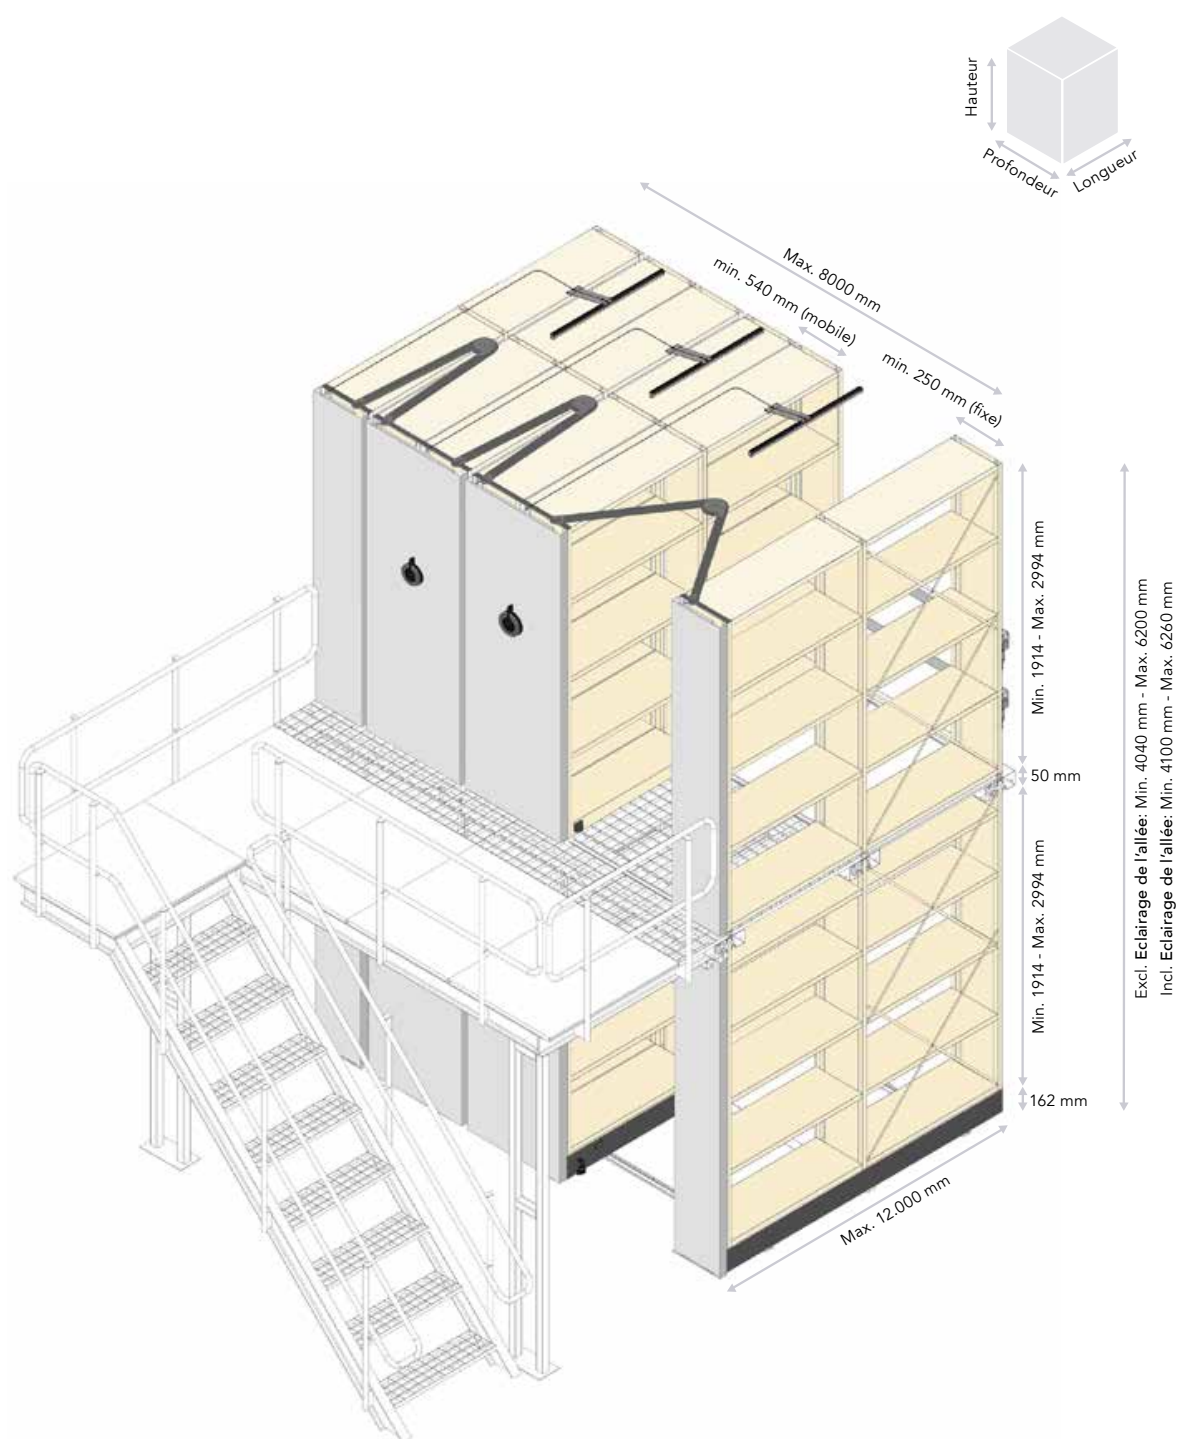 Hauteur
Profondeur
Longueur
Max. 8000 mm
min. 540 mm (mobile)
min. 250 mm (fixe)
Min. 1914 - Max. 2994 mm
50 mm
Min. 1914 - Max. 2994 mm
162 mm
Excl. Eclairage de l'allée: Min. 4040 mm - Max. 6200 mm
Incl. Eclairage de l'allée: Min. 4100 mm - Max. 6260 mm
Max. 12.000 mm